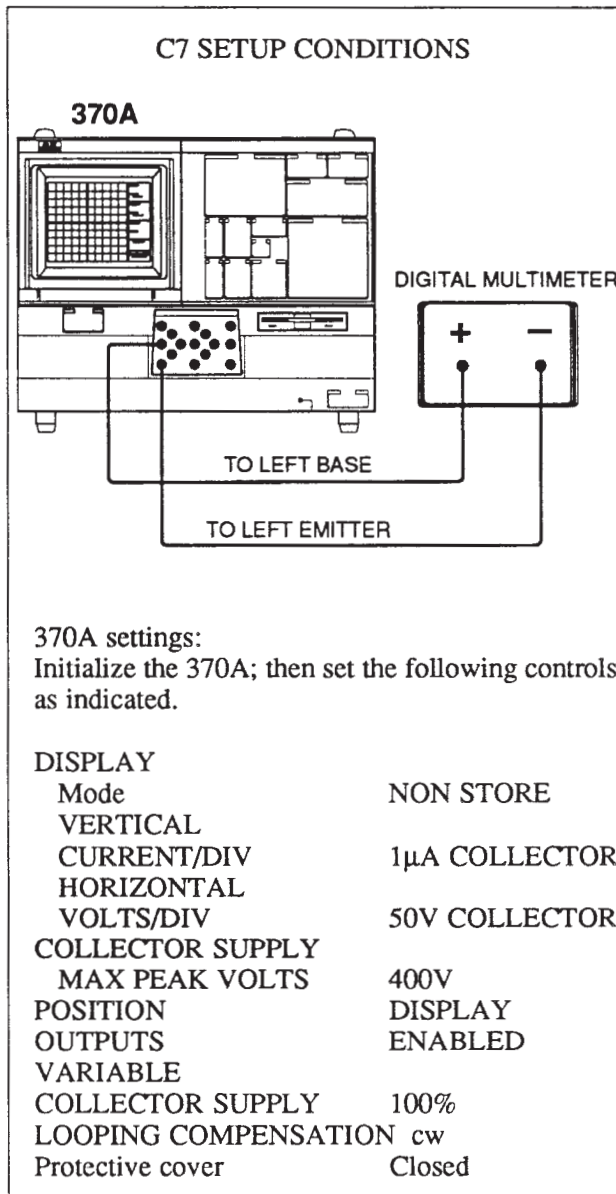 C7 SETUP CONDITIONS
370A
DIGITAL MULTIMETER
+ −
TO LEFT BASE
TO LEFT EMITTER
370A settings:
Initialize the 370A; then set the following controls
as indicated.
DISPLAY
Mode NON STORE
VERTICAL
CURRENT/DIV 1µA COLLECTOR
HORIZONTAL
VOLTS/DIV 50V COLLECTOR
COLLECTOR SUPPLY
MAX PEAK VOLTS 400V
POSITION DISPLAY
OUTPUTS ENABLED
VARIABLE
COLLECTOR SUPPLY 100%
LOOPING COMPENSATION cw
Protective cover Closed